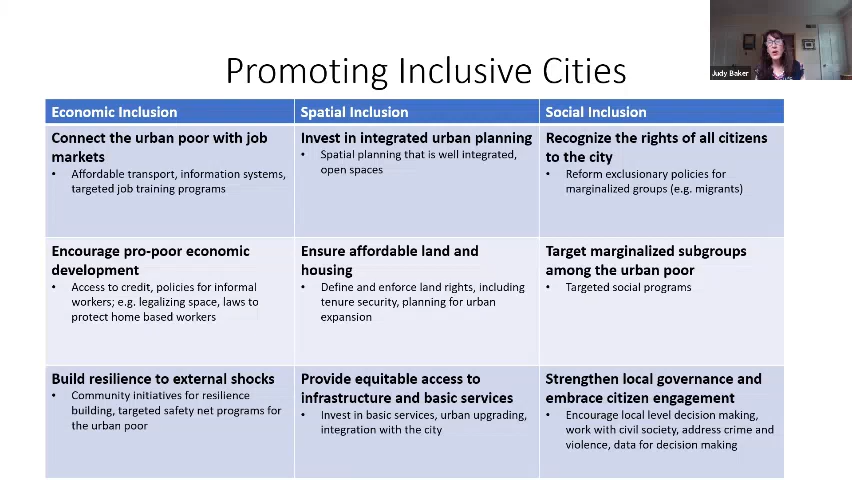 Judy Baker
Promoting Inclusive Cities
Economic Inclusion
Spatial Inclusion
Social Inclusion
Connect the urban poor with job
markets
• Affordable transport, information systems,
targeted job training programs
Invest in integrated urban planning
• Spatial planning that is well integrated,
open spaces
Recognize the rights of all citizens
to the city
• Reform exclusionary policies for
marginalized groups (e.g. migrants)
Encourage pro-poor economic
development
• Access to credit, policies for informal
workers; e.g. legalizing space, laws to
protect home based workers
Ensure affordable land and
housing
• Define and enforce land rights, including
tenure security, planning for urban
expansion
Target marginalized subgroups
among the urban poor
• Targeted social programs
Build resilience to external shocks
• Community initiatives for resilience
building, targeted safety net programs for
the urban poor
Provide equitable access to
infrastructure and basic services
• Invest in basic services, urban upgrading,
integration with the city
Strengthen local governance and
embrace citizen engagement
• Encourage local level decision making,
work with civil society, address crime and
violence, data for decision making